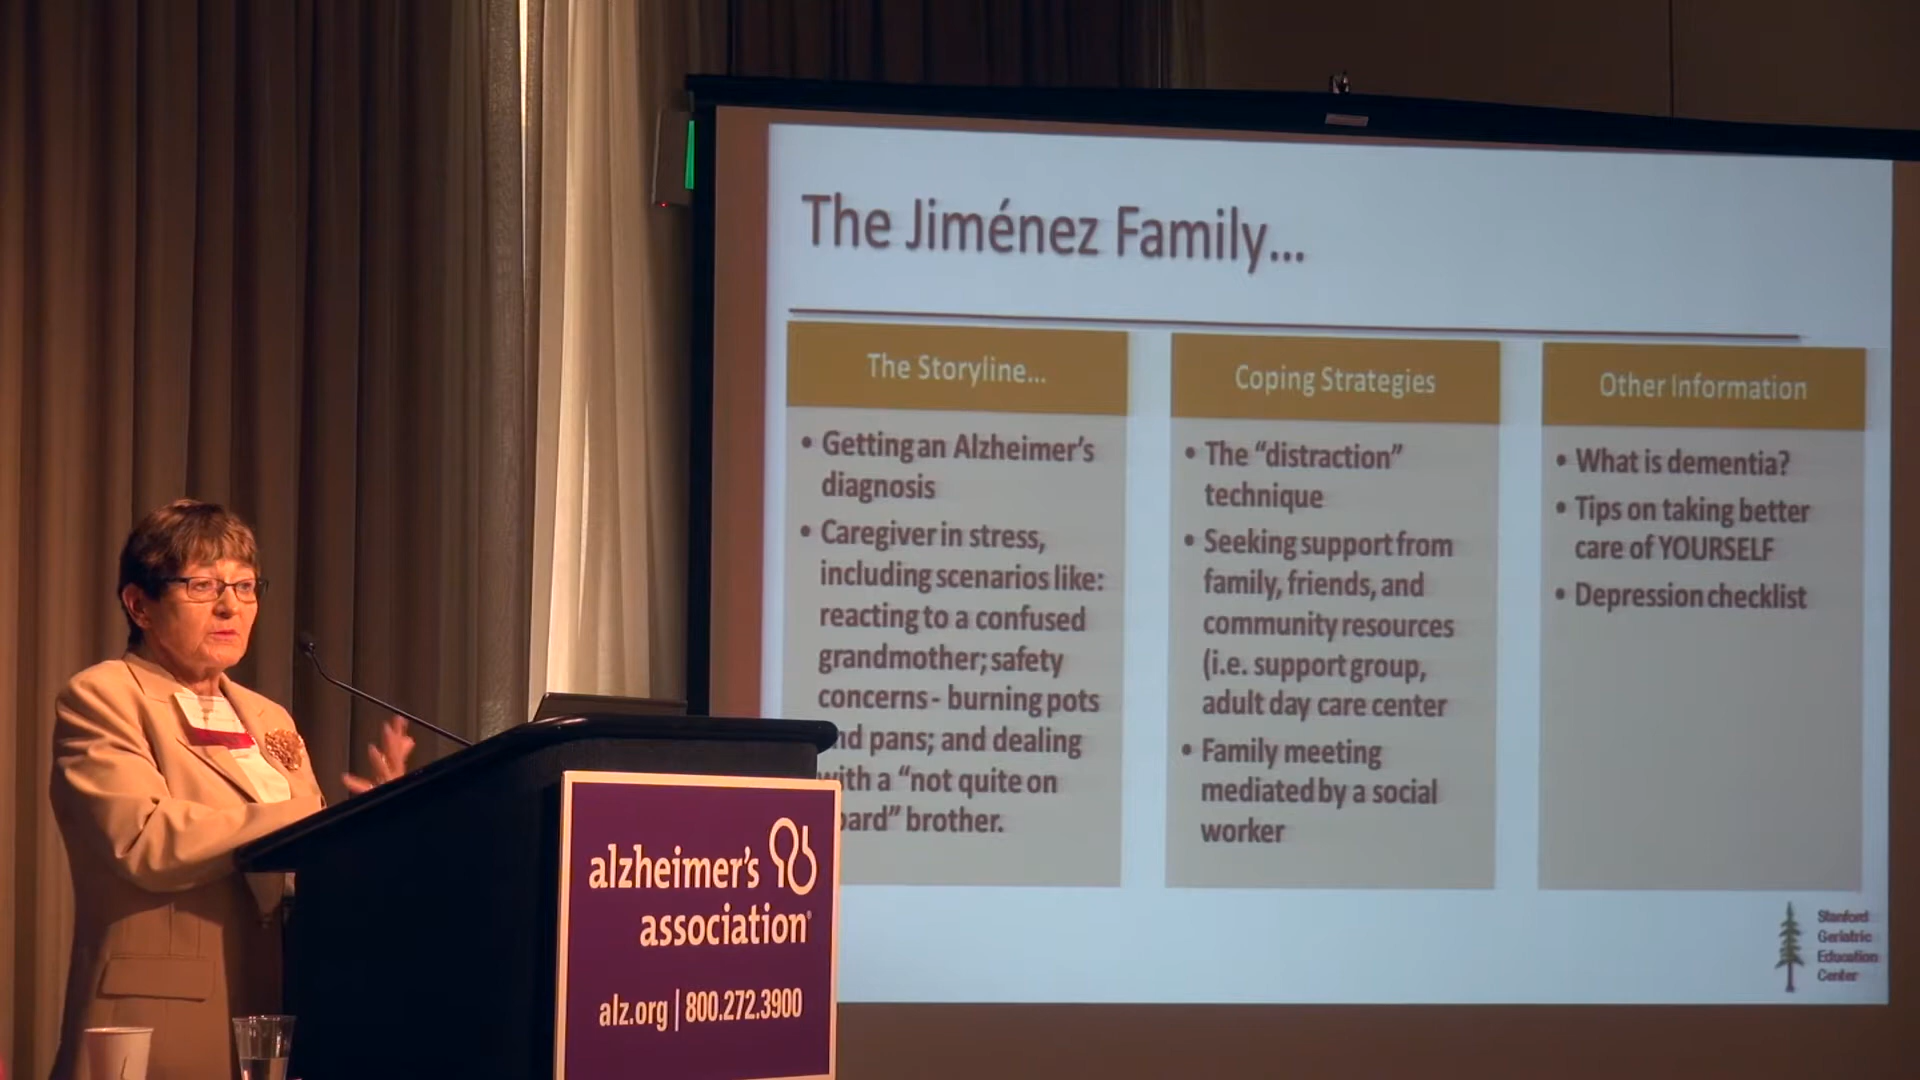 The Jiménez Family...
The Storyline...
• Getting an Alzheimer's
diagnosis
• Caregiver in stress,
including scenarios like:
reacting to a confused
grandmother; safety
concerns - burning pots
nd pans; and dealing
with a "not quite on
oard" brother.
Coping Strategies
• The "distraction"
technique
• Seeking support from
family, friends, and
community resources
(i.e. support group,
adult day care center
• Family meeting
mediated by a social
worker
Other Information
• What is dementia?
• Tips on taking better
care of YOURSELF
• Depression checklist
Stanford
Geriatric
Education
Center
alzheimer's
association®
alz.org | 800.272.3900